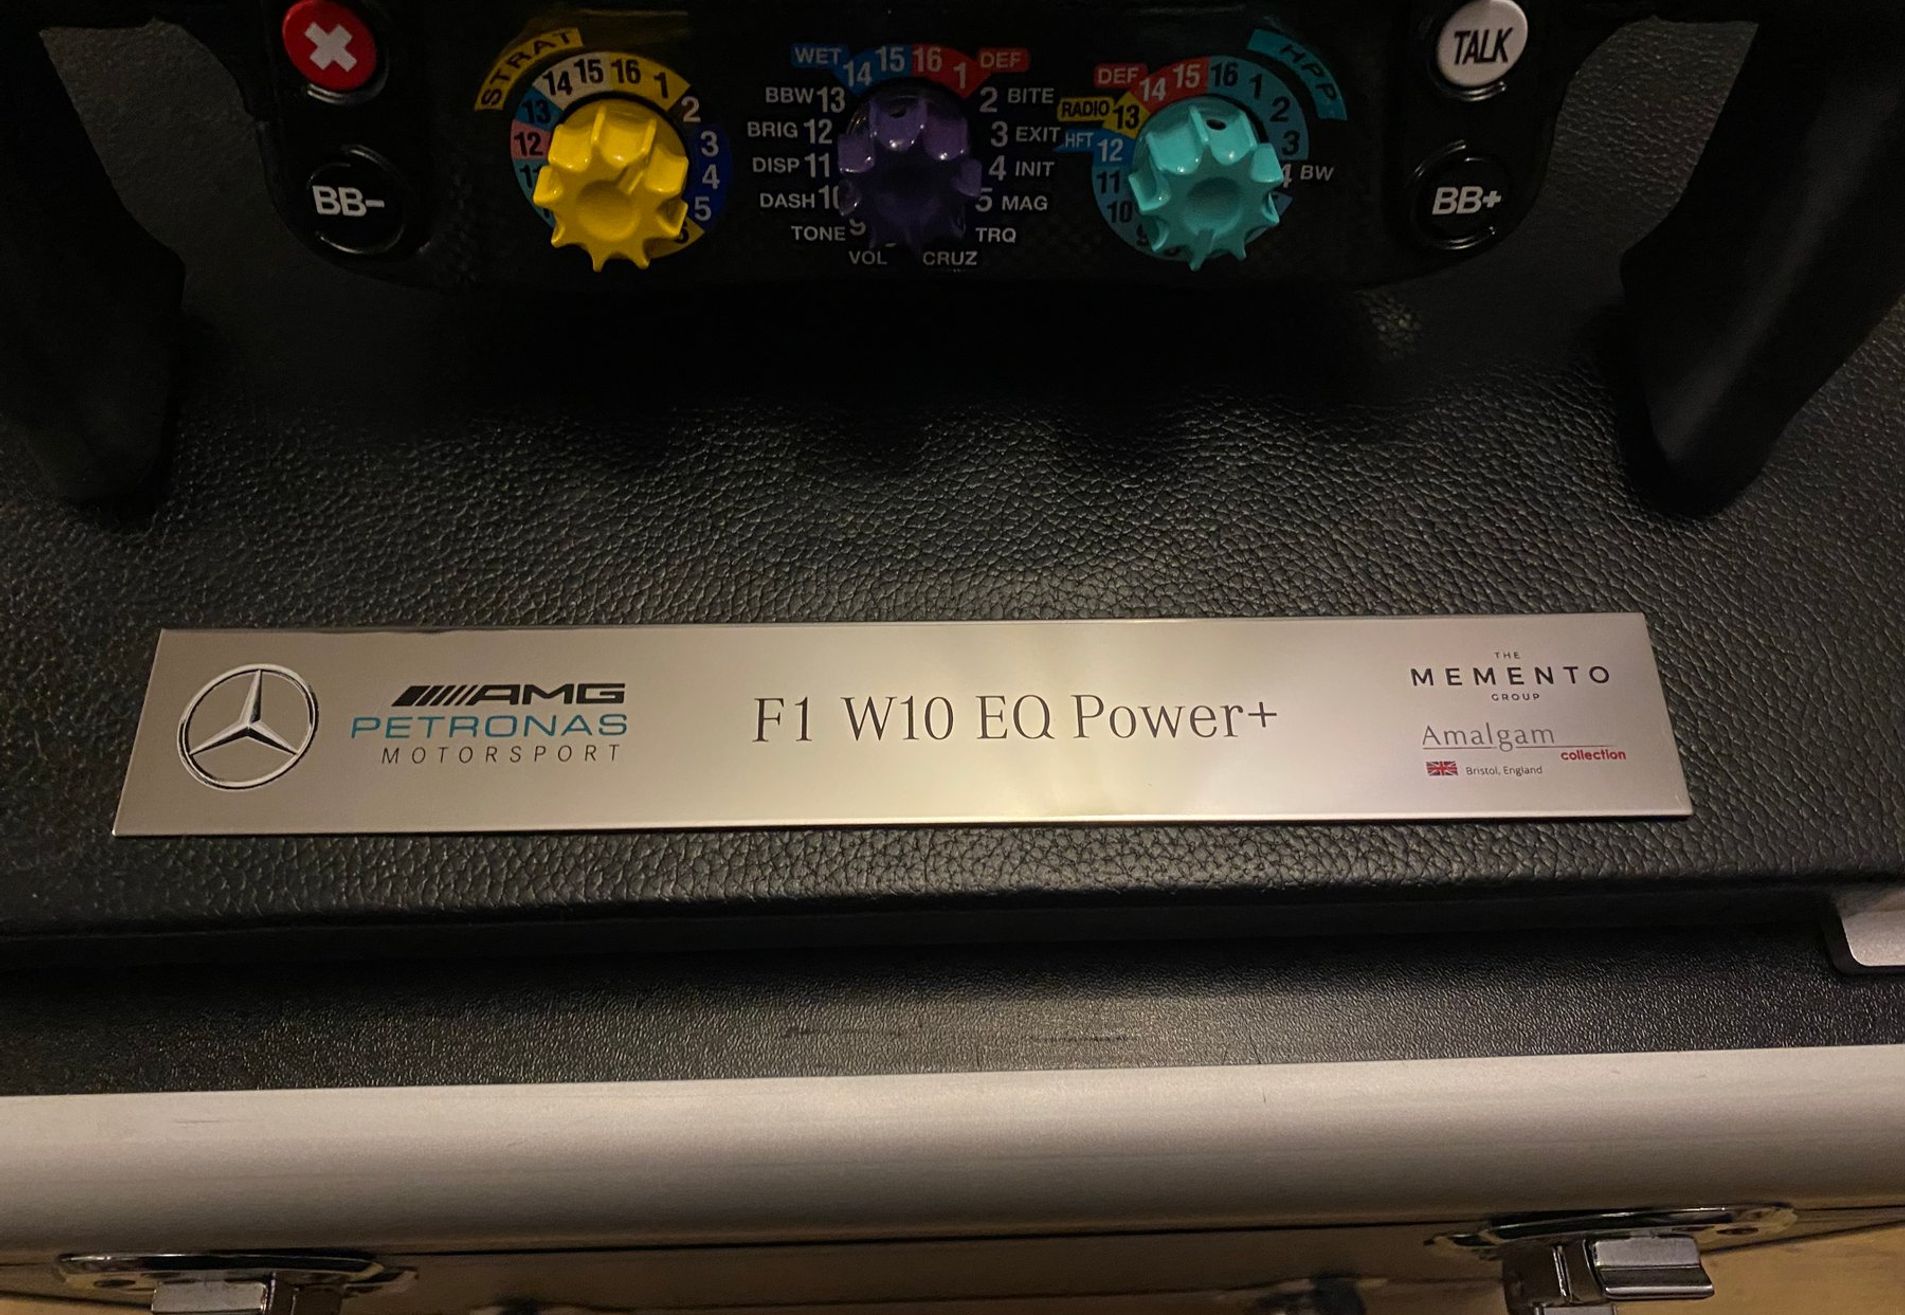 TALK
STRAT
14 15 16 1 2 3 4 5
13
12
BB-
WET 14 15 16 1 DEF
BBW 13
2 BITE
BRIG 12
3 EXIT
DISP 11
4 INIT
DASH 10
5 MAG
TONE 9
TRQ
VOL
CRUZ
HPP
DEF 14 15 16 1 2 3
RADIO 13
HFT 12
11
10
4 BW
BB+
AMG
PETRONAS
MOTORSPORT
F1 W10 EQ Power+
THE
MEMENTO
GROUP
Amalgam
collection
Bristol, England